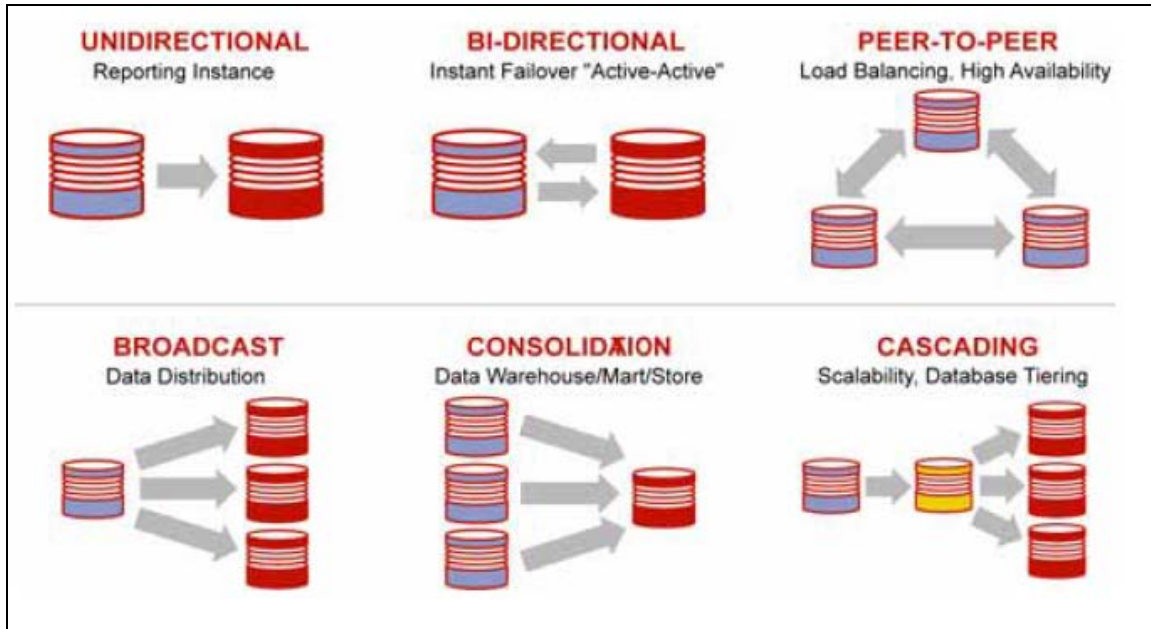 UNIDIRECTIONAL
Reporting Instance
BI-DIRECTIONAL
Instant Failover "Active-Active"
PEER-TO-PEER
Load Balancing, High Availability
BROADCAST
Data Distribution
CONSOLIDATION
Data Warehouse/Mart/Store
CASCADING
Scalability, Database Tiering